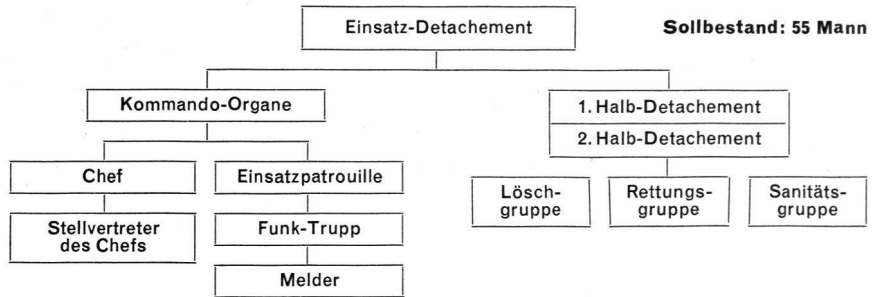 Einsatz-Detachement
Sollbestand: 55 Mann
Kommando-Organe
1. Halb-Detachement
2. Halb-Detachement
Chef
Einsatzpatrouille
Lösch-
gruppe
Rettungs-
gruppe
Sanitäts-
gruppe
Stellvertreter
des Chefs
Funk-Trupp
Melder